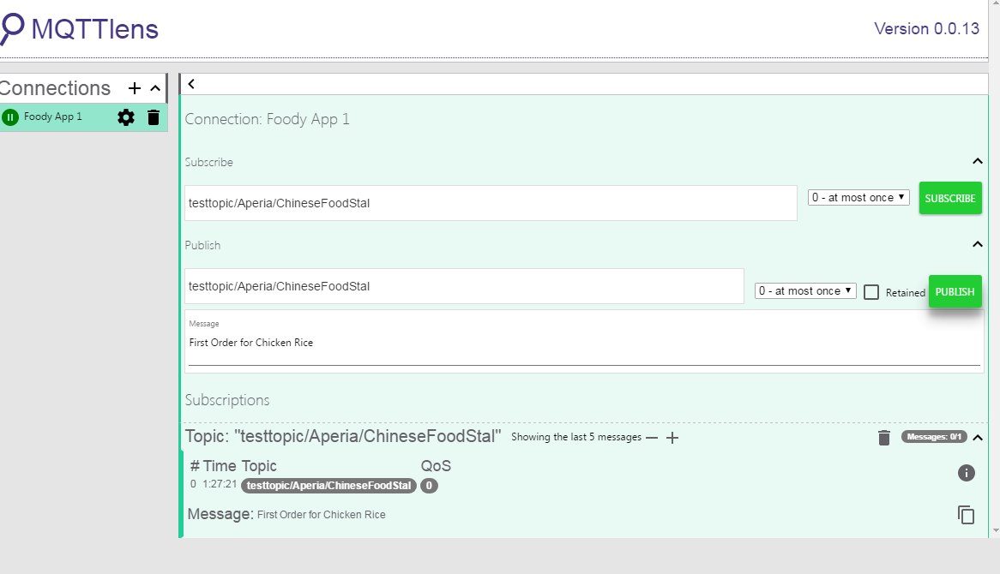 MQTTlens
Version 0.0.13
Connections
Foody App 1
Connection: Foody App 1
Subscribe
testtopic/Aperia/ChineseFoodStal
0 - at most once
SUBSCRIBE
Publish
testtopic/Aperia/ChineseFoodStal
0 - at most once
Retained
PUBLISH
Message
First Order for Chicken Rice
Subscriptions
Topic: "testtopic/Aperia/ChineseFoodStal" Showing the last 5 messages
Messages: 0/1
# Time Topic QoS
0 1:27:21 testtopic/Aperia/ChineseFoodStal 0
Message: First Order for Chicken Rice